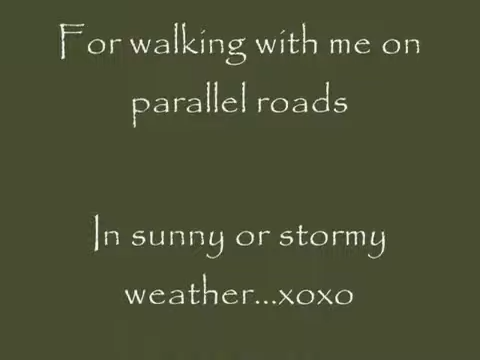 For walking with me on
parallel roads
In sunny or stormy
weather...xoxo